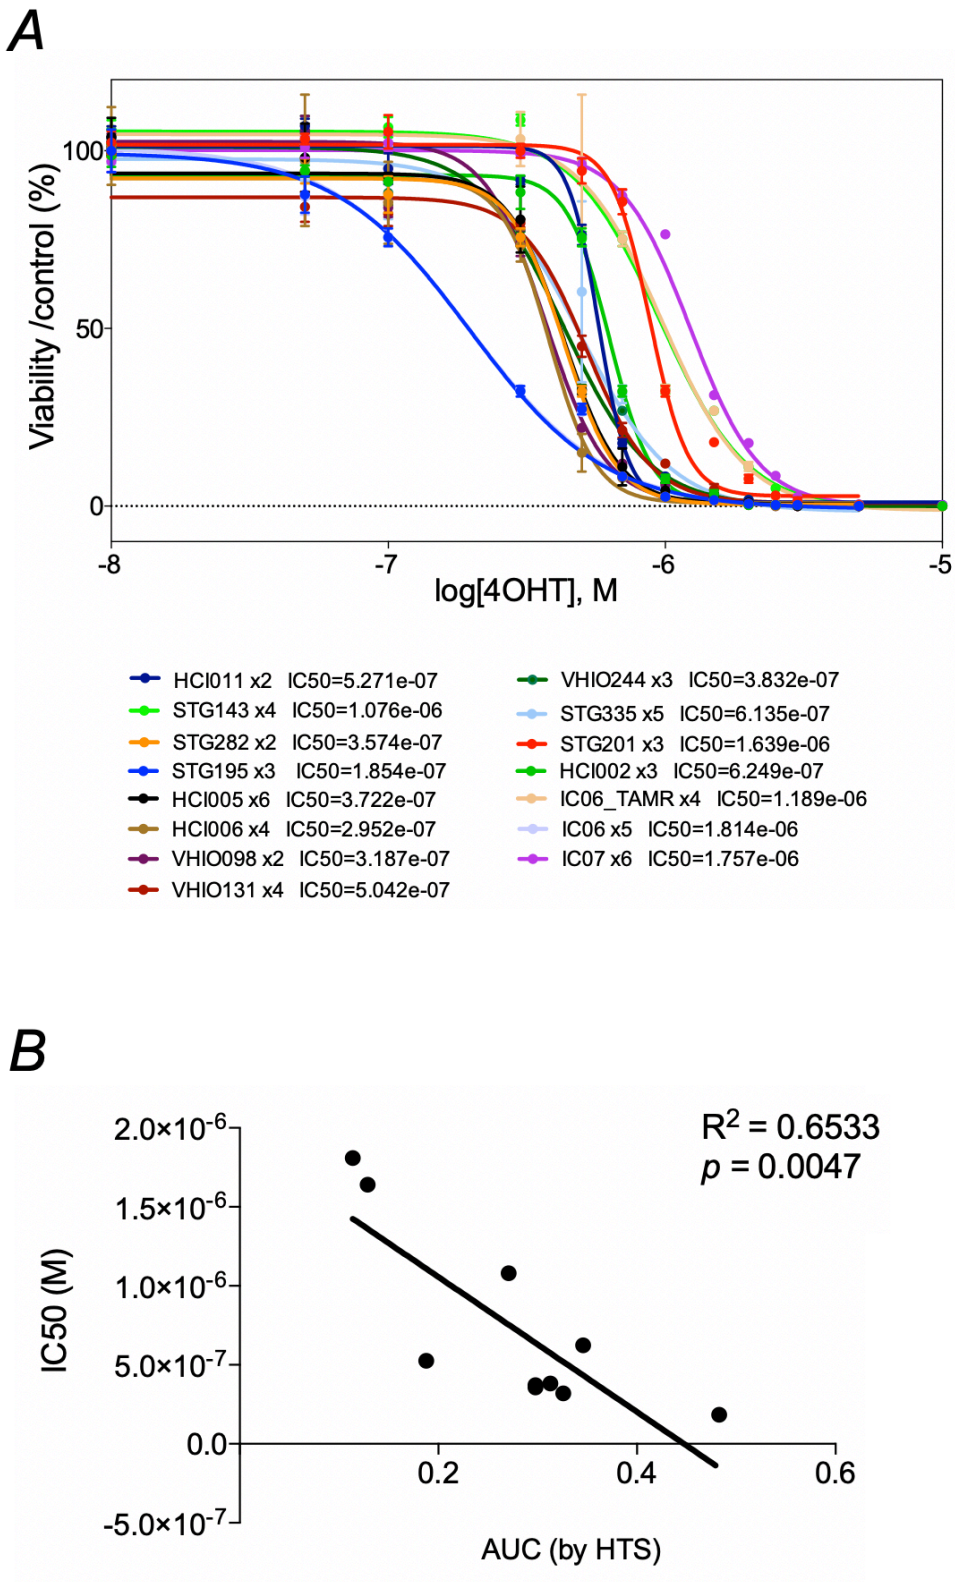 A
Viability /control (%)
100
50
0
-8
-7
-6
-5
log[4OHT], M
HCI011 x2 IC50=5.271e-07
STG143 x4 IC50=1.076e-06
STG282 x2 IC50=3.574e-07
STG195 x3 IC50=1.854e-07
HCI005 x6 IC50=3.722e-07
HCI006 x4 IC50=2.952e-07
VHIO098 x2 IC50=3.187e-07
VHIO131 x4 IC50=5.042e-07
VHIO244 x3 IC50=3.832e-07
STG335 x5 IC50=6.135e-07
STG201 x3 IC50=1.639e-06
HCI002 x3 IC50=6.249e-07
IC06_TAMR x4 IC50=1.189e-06
IC06 x5 IC50=1.814e-06
IC07 x6 IC50=1.757e-06
B
R² = 0.6533
p = 0.0047
IC50 (M)
2.0×10⁻⁶
1.5×10⁻⁶
1.0×10⁻⁶
5.0×10⁻⁷
0.0
-5.0×10⁻⁷
0.2
0.4
0.6
AUC (by HTS)